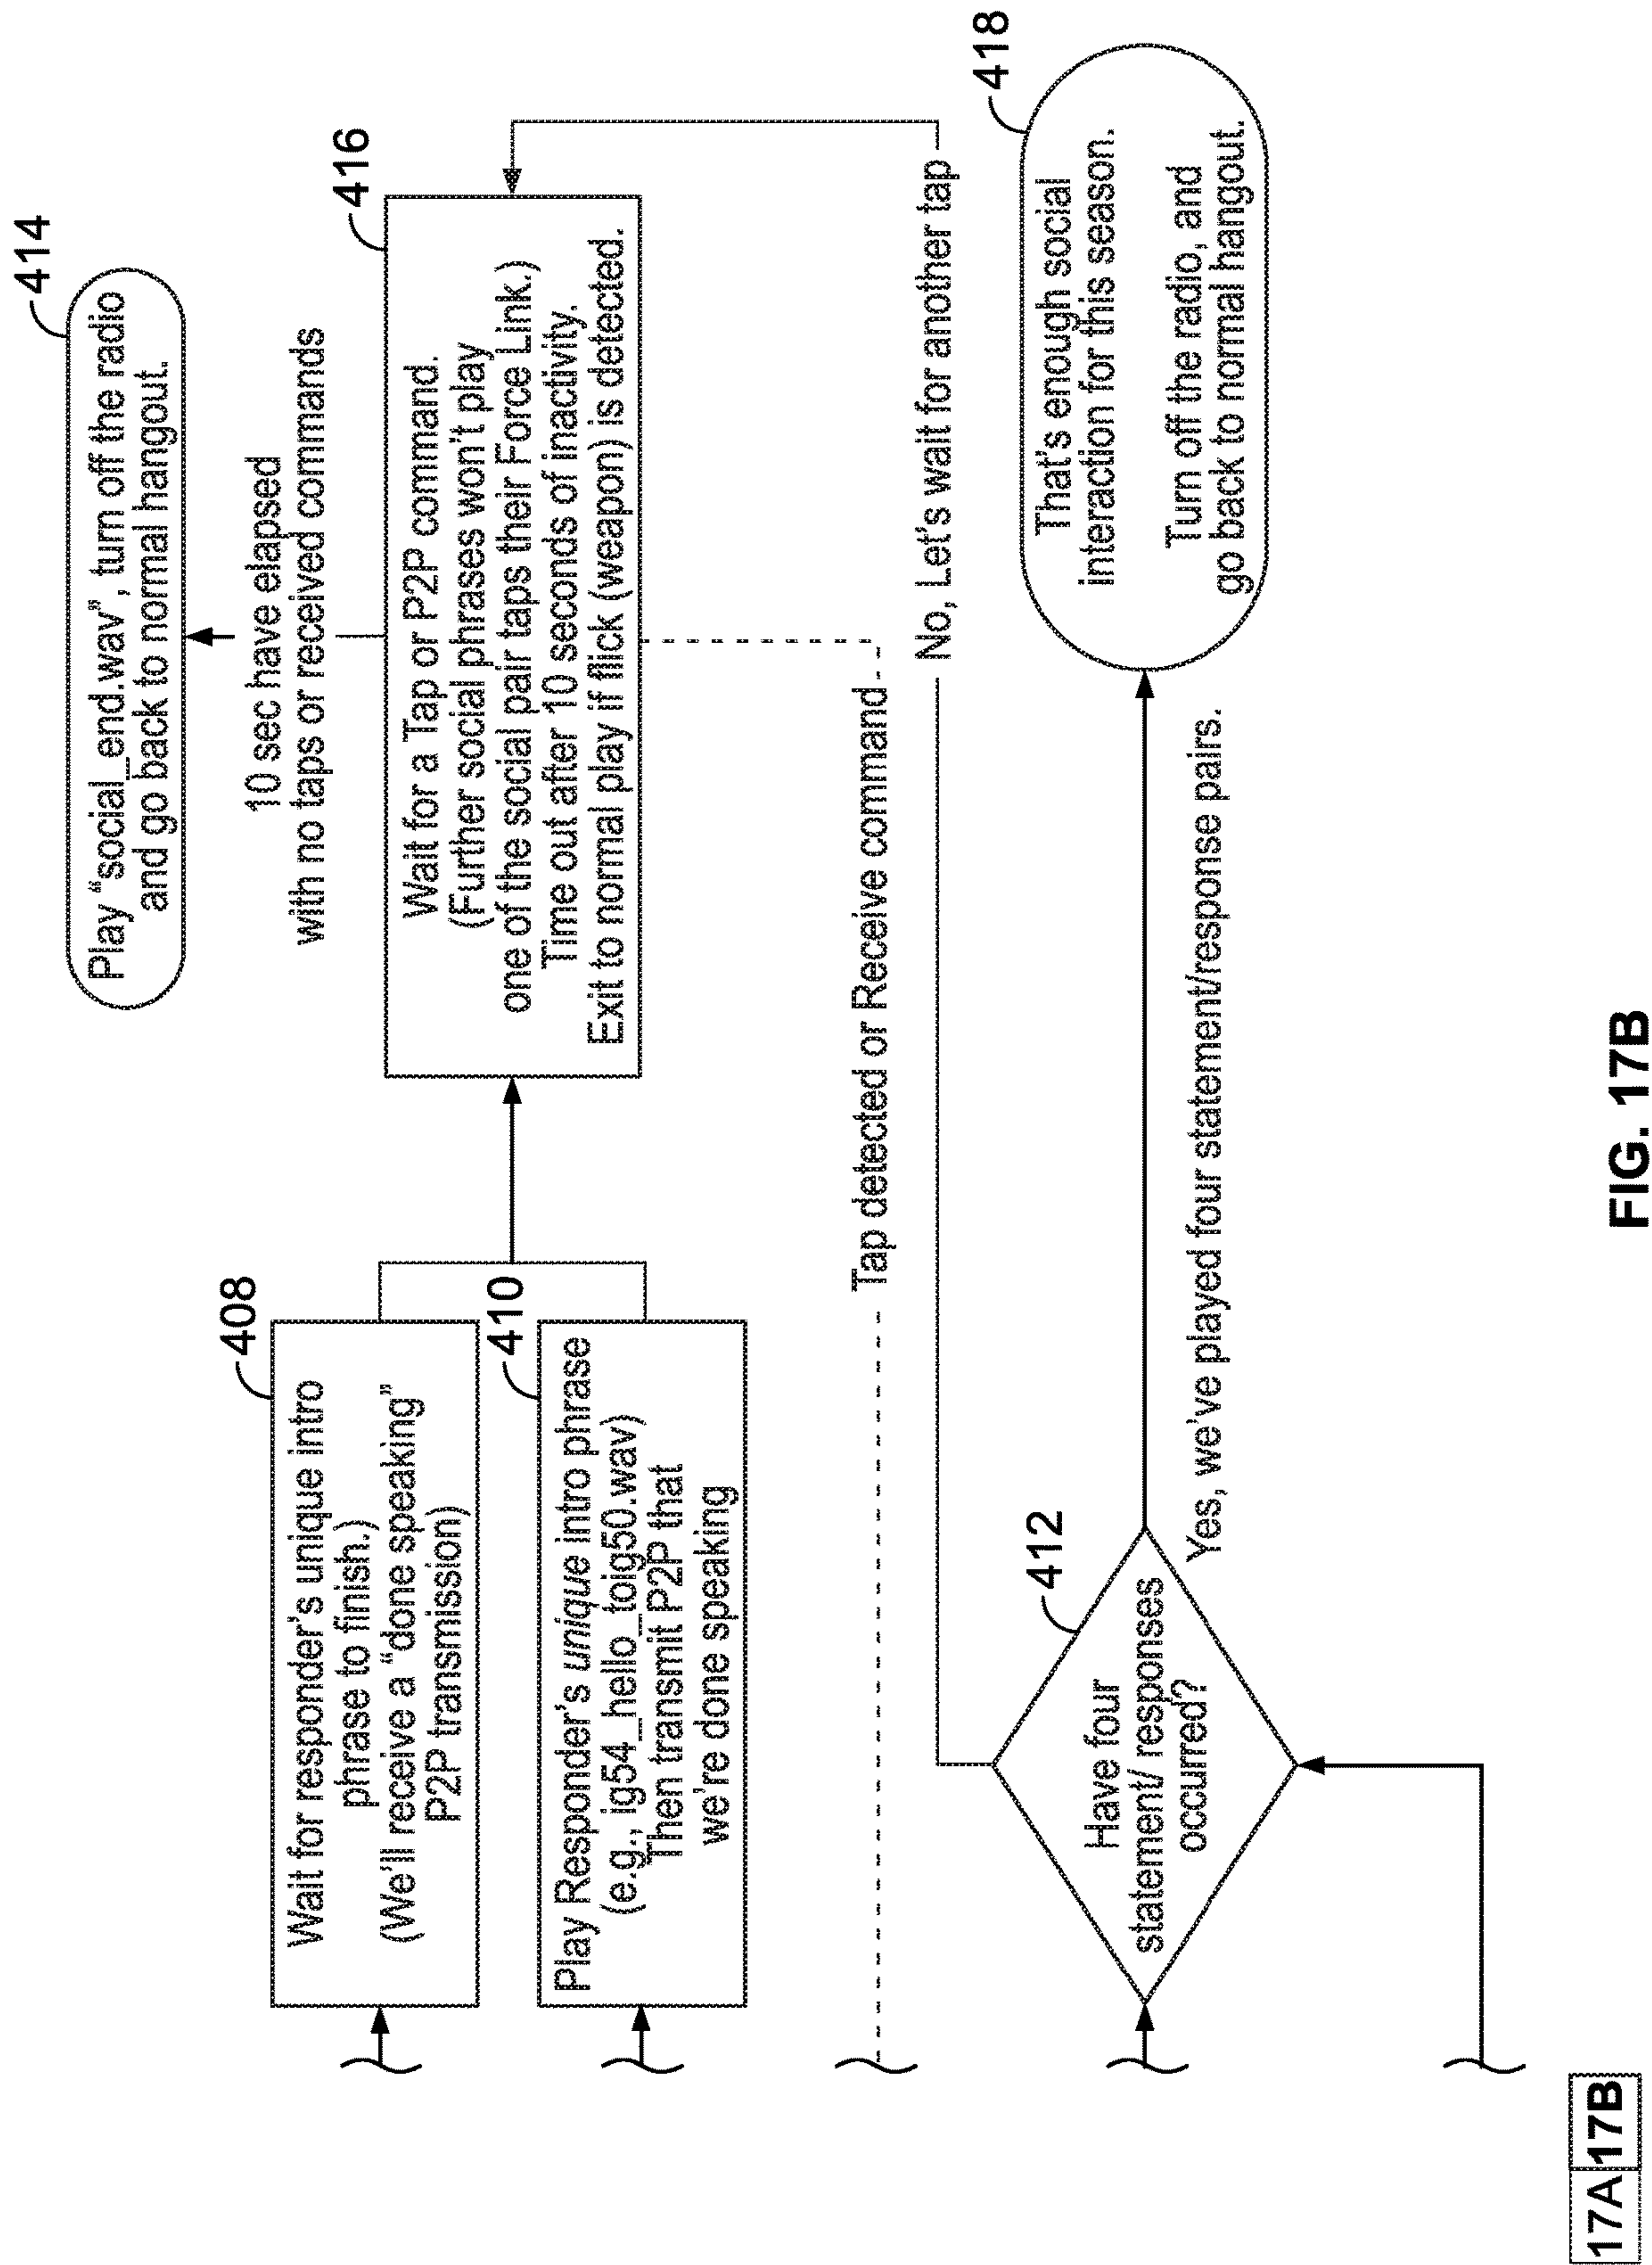 414
Play “social_end.wav”, turn off the radio
and go back to normal hangout.
10 sec have elapsed
with no taps or received commands
408
Wait for responder’s unique intro
phrase to finish.)
(We’ll receive a “done speaking”
P2P transmission)
416
Wait for a Tap or P2P command.
(Further social phrases won’t play
one of the social pair taps their Force Link.)
Time out after 10 seconds of inactivity.
Exit to normal play if flick (weapon) is detected.
410
Play Responder’s unique intro phrase
(e.g., ig54_hello_toig50.wav)
Then transmit P2P that
we’re done speaking
Tap detected or Receive command
No, Let’s wait for another tap
412
Have four
statement/ responses
occurred?
Yes, we’ve played four statement/response pairs.
418
That’s enough social
interaction for this season.
Turn off the radio, and
go back to normal hangout.
17A 17B
FIG. 17B